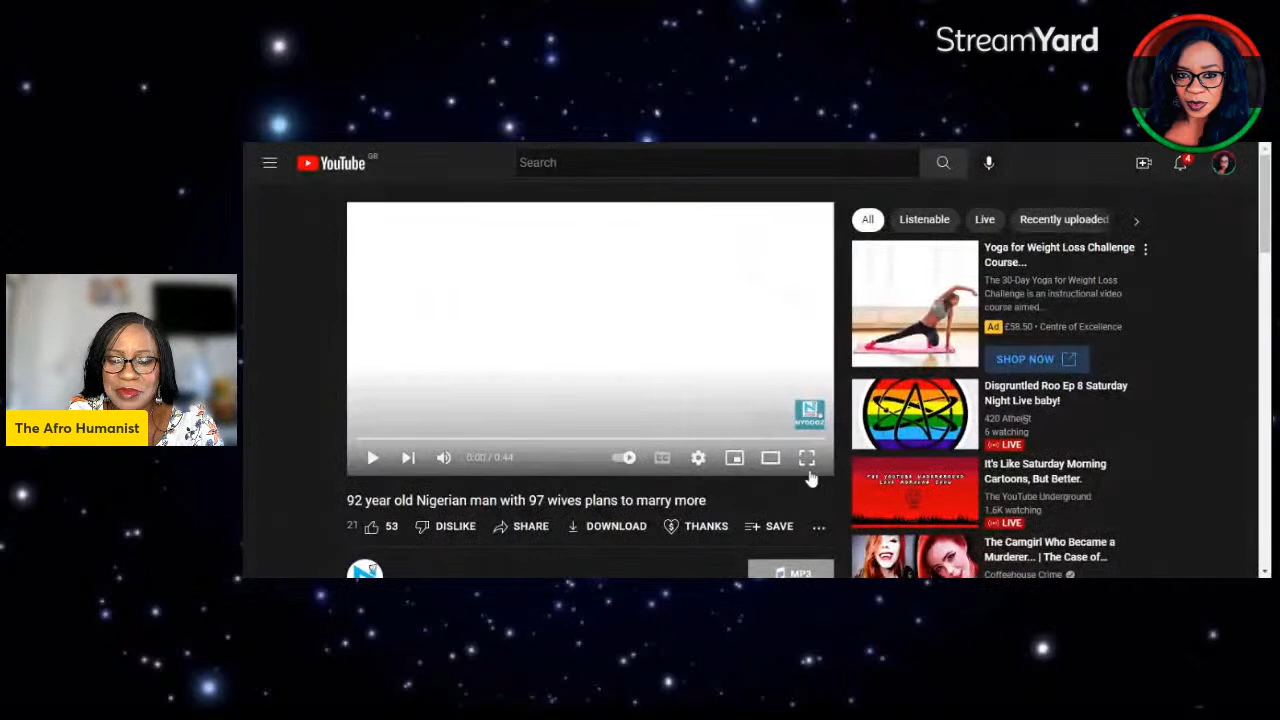 StreamYard
YouTube GR
Search
4
All
Listenable
Live
Recently uploaded
Yoga for Weight Loss Challenge
Course...
The 30-Day Yoga for Weight Loss
Challenge is an instructional video
course aimed...
Ad £58.50 • Centre of Excellence
SHOP NOW
The Afro Humanist
NYGOOZ
0:00 / 0:44
CC
Disgruntled Roo Ep 8 Saturday
Night Live baby!
420 Atheist
6 watching
LIVE
It's Like Saturday Morning
Cartoons, But Better.
The YouTube Underground
1.6K watching
LIVE
92 year old Nigerian man with 97 wives plans to marry more
21
53
DISLIKE
SHARE
DOWNLOAD
THANKS
SAVE
The Camgirl Who Became a
Murderer... | The Case of...
Coffeehouse Crime
MP3